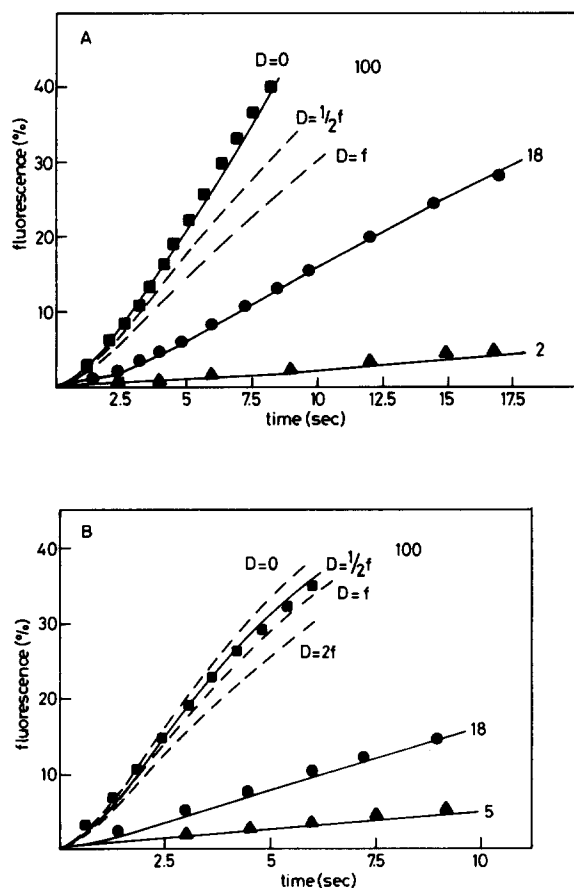 A
D=0
100
D=1/2f
D=f
18
2
fluorescence (%)
40
30
20
10
2.5
5
7.5
10
12.5
15
17.5
time (sec)
B
D=0
D=1/2f
100
D=f
D=2f
18
5
fluorescence (%)
40
30
20
10
2.5
5
7.5
10
time (sec)